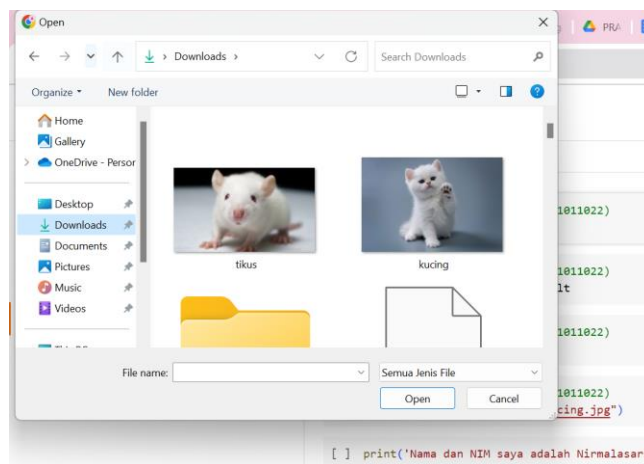 Open
PRA
Downloads
Search Downloads
Organize
New folder
Home
Gallery
OneDrive - Person
Desktop
Downloads
Documents
Pictures
Music
Videos
tikus
kucing
File name:
Semua Jenis File
Open
Cancel
1011022)
1011022)
lt
1011022)
1011022)
cing.jpg")
[ ] print('Nama dan NIM saya adalah Nirmalasan